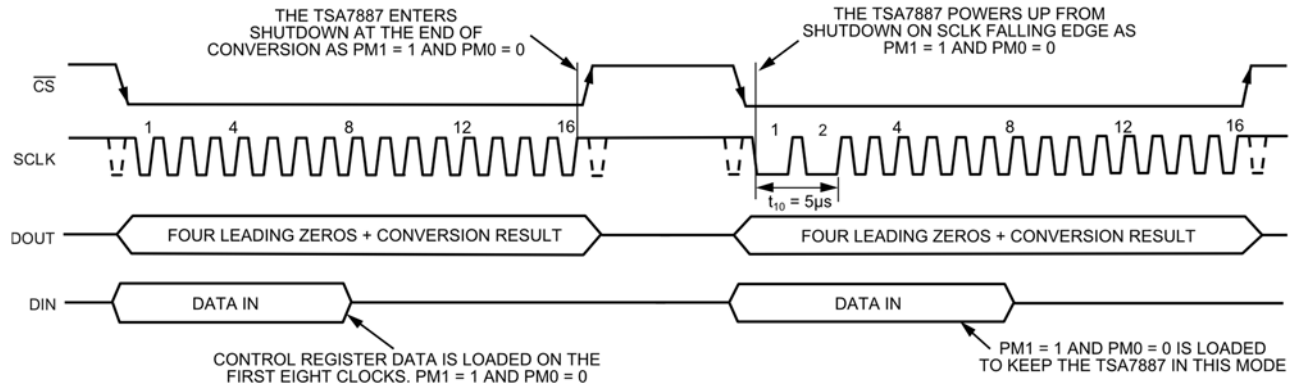 THE TSA7887 ENTERS
SHUTDOWN AT THE END OF
CONVERSION AS PM1 = 1 AND PM0 = 0
THE TSA7887 POWERS UP FROM
SHUTDOWN ON SCLK FALLING EDGE AS
PM1 = 1 AND PM0 = 0
CS
1 4 8 12 16 1 2 4 8 12 16
SCLK
t10 = 5µs
DOUT FOUR LEADING ZEROS + CONVERSION RESULT FOUR LEADING ZEROS + CONVERSION RESULT
DIN DATA IN DATA IN
CONTROL REGISTER DATA IS LOADED ON THE
FIRST EIGHT CLOCKS. PM1 = 1 AND PM0 = 0
PM1 = 1 AND PM0 = 0 IS LOADED
TO KEEP THE TSA7887 IN THIS MODE